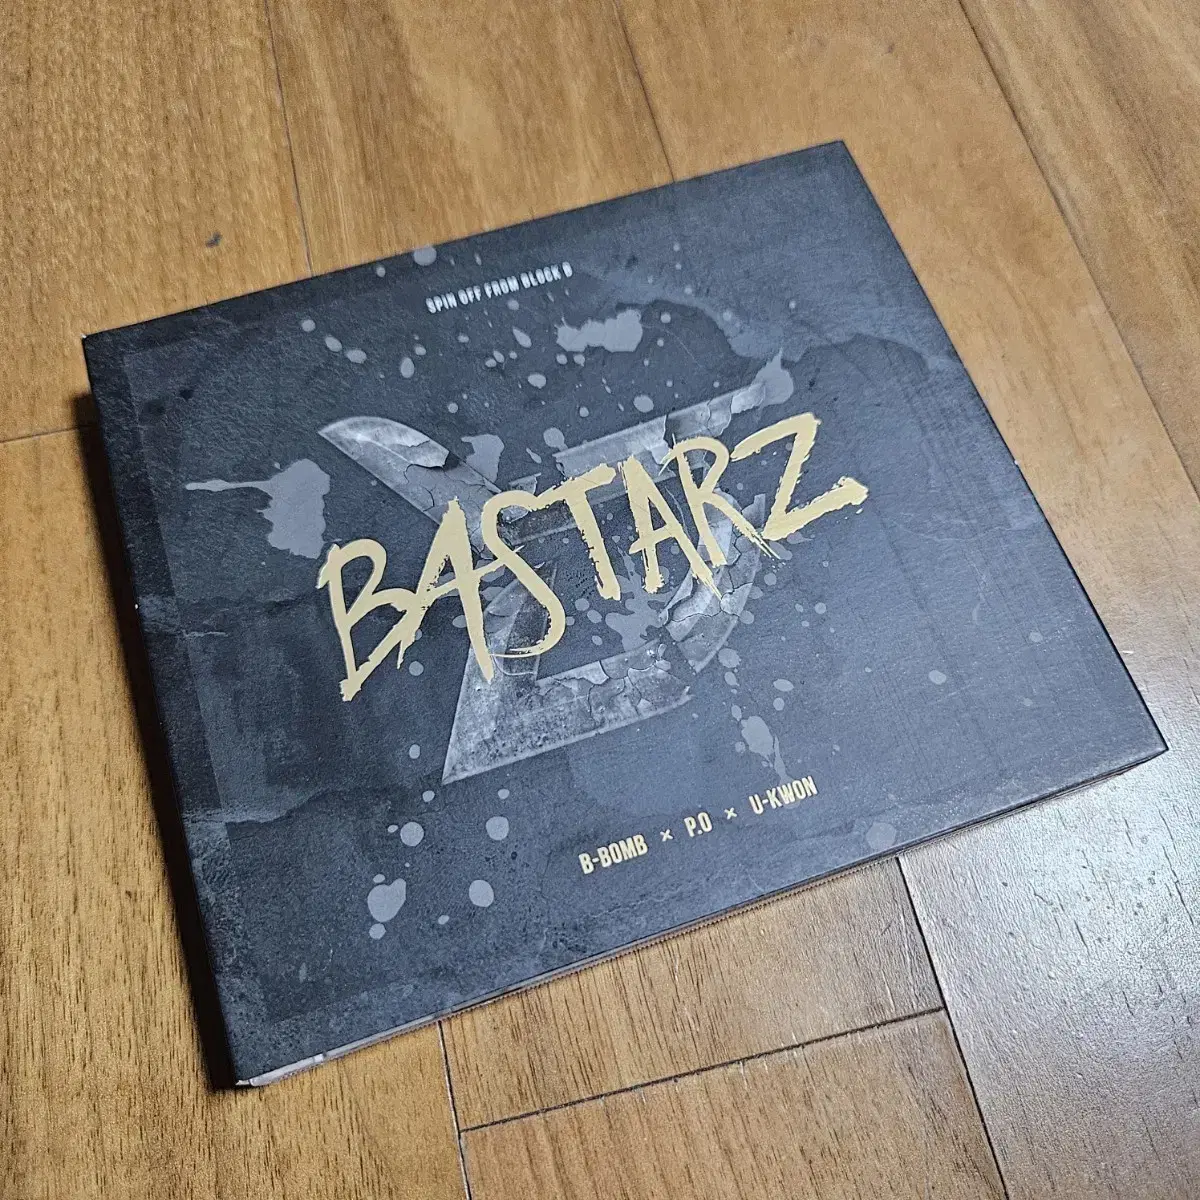 SPIN OFF FROM BLOCK B
BASTARZ
B-BOMB × P.O × U-KWON